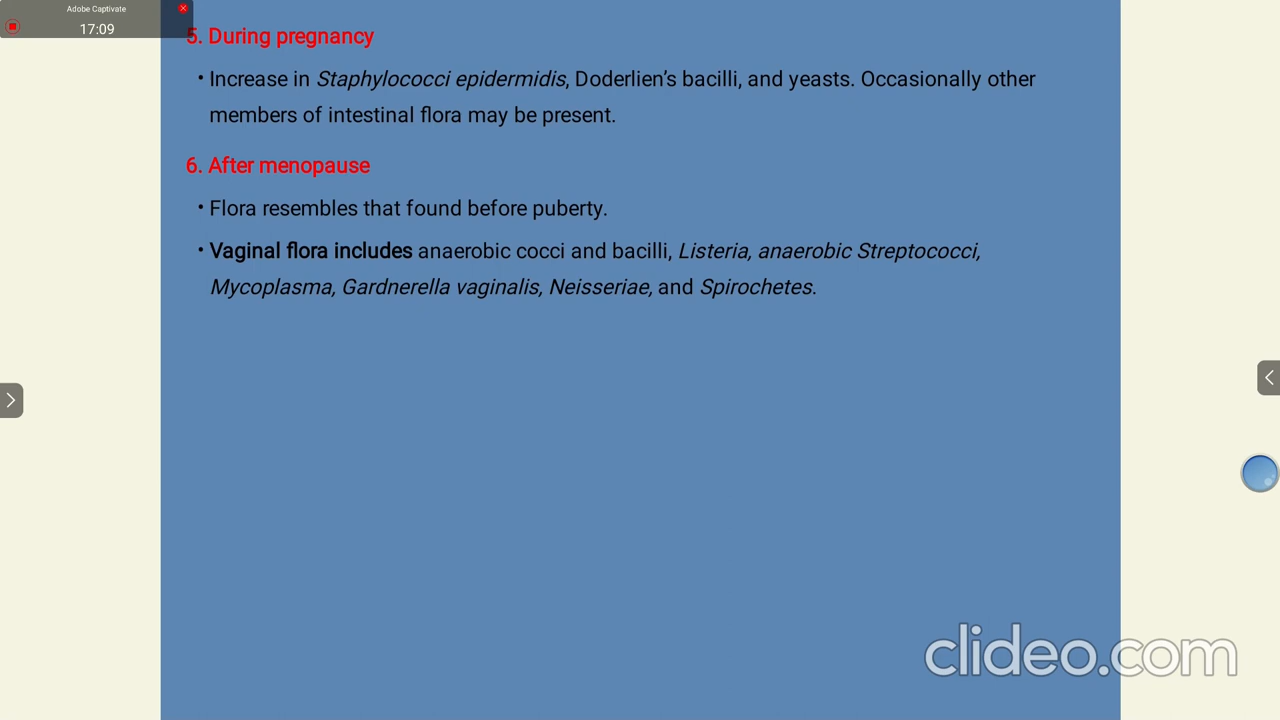 Adobe Captivate
17:09
5. During pregnancy
• Increase in Staphylococci epidermidis, Doderlien's bacilli, and yeasts. Occasionally other
members of intestinal flora may be present.
6. After menopause
• Flora resembles that found before puberty.
• Vaginal flora includes anaerobic cocci and bacilli, Listeria, anaerobic Streptococci,
Mycoplasma, Gardnerella vaginalis, Neisseriae, and Spirochetes.
clideo.com